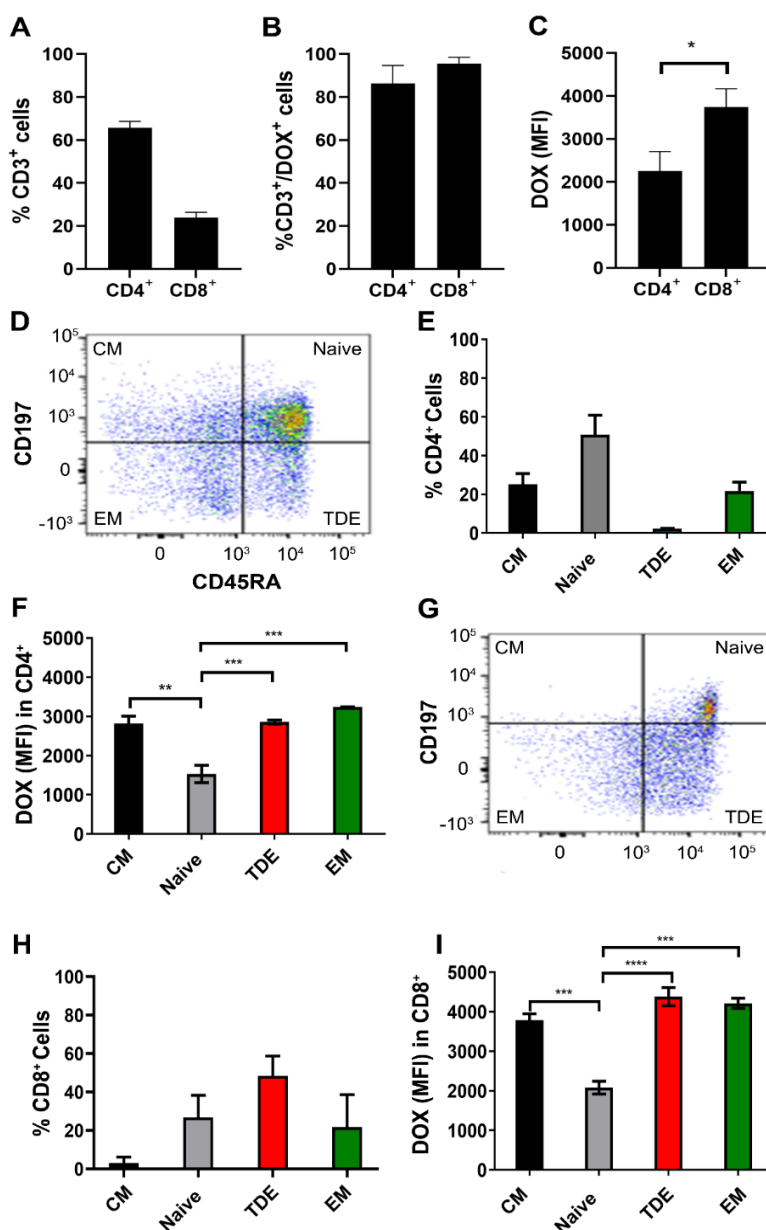 A
% CD3⁺ cells
100
80
60
40
20
0
CD4⁺ CD8⁺
B
%CD3⁺/DOX⁺ cells
100
80
60
40
20
0
CD4⁺ CD8⁺
C
DOX (MFI)
5000
4000
3000
2000
1000
0
*
CD4⁺ CD8⁺
D
CD197
10⁵
10⁴
10³
0
-10³
CM Naive
EM TDE
0 10³ 10⁴ 10⁵
CD45RA
E
% CD4⁺ Cells
100
80
60
40
20
0
CM Naive TDE EM
F
DOX (MFI) in CD4⁺
5000
4000
3000
2000
1000
0
***
***
**
CM Naive TDE EM
G
CD197
10⁵
10⁴
10³
0
-10³
CM Naive
EM TDE
0 10³ 10⁴ 10⁵
H
% CD8⁺ Cells
100
80
60
40
20
0
CM Naive TDE EM
I
DOX (MFI) in CD8⁺
5000
4000
3000
2000
1000
0
***
****
***
CM Naive TDE EM